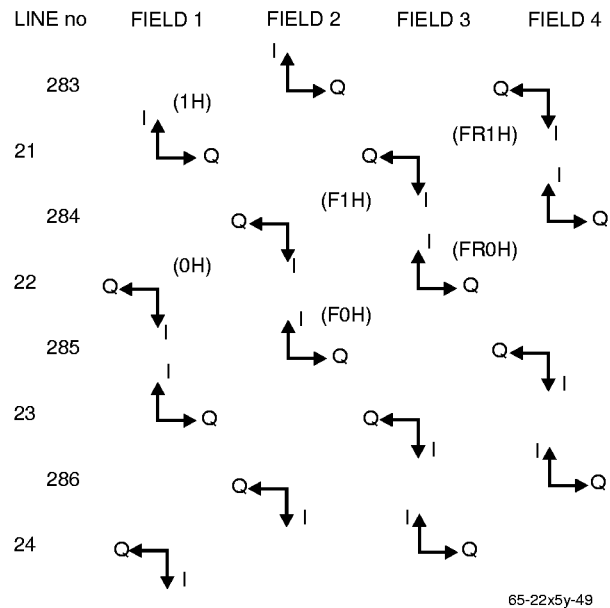 LINE no FIELD 1 FIELD 2 FIELD 3 FIELD 4
I
283 Q Q
I (1H) (FR1H) I
21 Q Q I
(F1H) I
284 Q Q
I (FR0H)
(0H) I
22 Q Q
I (F0H)
I
285 I Q Q
I
23 Q Q
I I
286 Q Q
I I
24 Q Q
I
65-22x5y-49